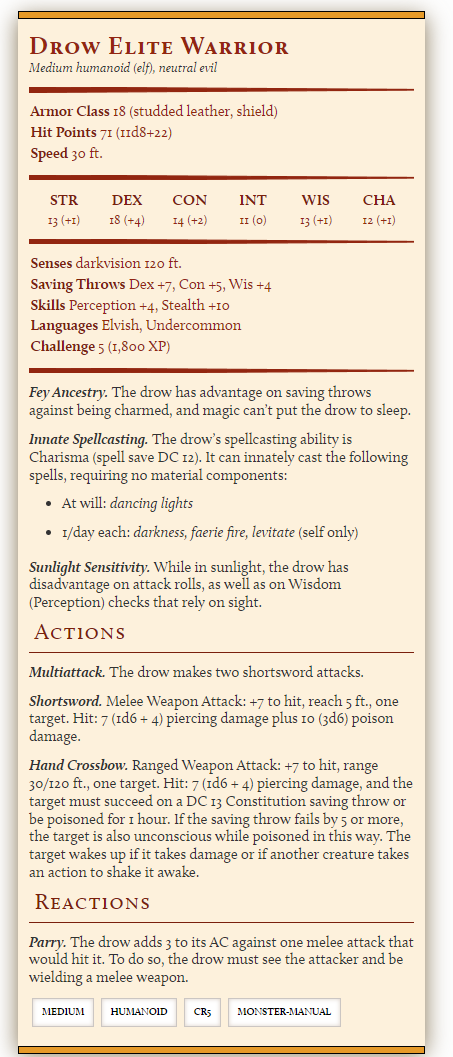 Drow Elite Warrior
Medium humanoid (elf), neutral evil
Armor Class 18 (studded leather, shield)
Hit Points 71 (11d8+22)
Speed 30 ft.
STR DEX CON INT WIS CHA
13 (+1) 18 (+4) 14 (+2) 11 (0) 13 (+1) 12 (+1)
Senses darkvision 120 ft.
Saving Throws Dex +7, Con +5, Wis +4
Skills Perception +4, Stealth +10
Languages Elvish, Undercommon
Challenge 5 (1,800 XP)
Fey Ancestry. The drow has advantage on saving throws
against being charmed, and magic can't put the drow to sleep.
Innate Spellcasting. The drow's spellcasting ability is
Charisma (spell save DC 12). It can innately cast the following
spells, requiring no material components:
• At will: dancing lights
• 1/day each: darkness, faerie fire, levitate (self only)
Sunlight Sensitivity. While in sunlight, the drow has
disadvantage on attack rolls, as well as on Wisdom
(Perception) checks that rely on sight.
Actions
Multiattack. The drow makes two shortsword attacks.
Shortsword. Melee Weapon Attack: +7 to hit, reach 5 ft., one
target. Hit: 7 (1d6 + 4) piercing damage plus 10 (3d6) poison
damage.
Hand Crossbow. Ranged Weapon Attack: +7 to hit, range
30/120 ft., one target. Hit: 7 (1d6 + 4) piercing damage, and the
target must succeed on a DC 13 Constitution saving throw or
be poisoned for 1 hour. If the saving throw fails by 5 or more,
the target is also unconscious while poisoned in this way. The
target wakes up if it takes damage or if another creature takes
an action to shake it awake.
Reactions
Parry. The drow adds 3 to its AC against one melee attack that
would hit it. To do so, the drow must see the attacker and be
wielding a melee weapon.
MEDIUM HUMANOID CR5 MONSTER-MANUAL